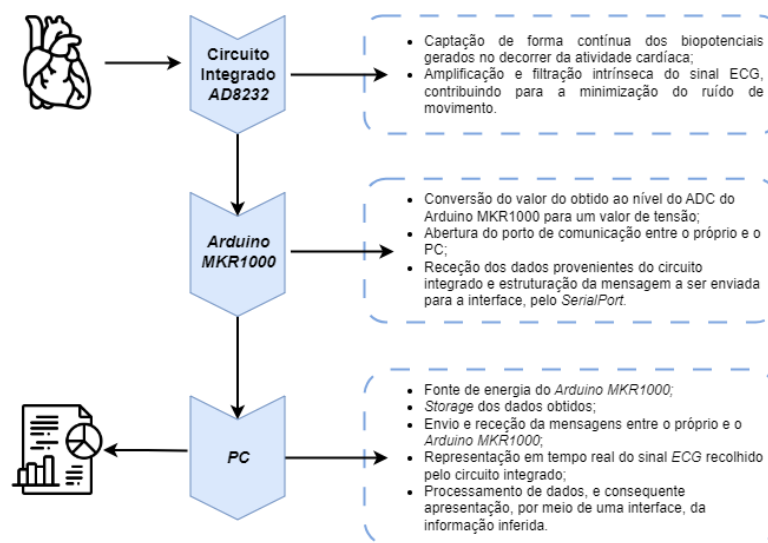 Circuito
Integrado
AD8232
• Captação de forma contínua dos biopotenciais
gerados no decorrer da atividade cardíaca;
• Amplificação e filtração intrínseca do sinal ECG,
contribuindo para a minimização do ruído de
movimento.
Arduino
MKR1000
• Conversão do valor do obtido ao nível do ADC do
Arduino MKR1000 para um valor de tensão;
• Abertura do porto de comunicação entre o próprio e o
PC;
• Receção dos dados provenientes do circuito
integrado e estruturação da mensagem a ser enviada
para a interface, pelo SerialPort.
PC
• Fonte de energia do Arduino MKR1000;
• Storage dos dados obtidos;
• Envio e receção da mensagens entre o próprio e o
Arduino MKR1000;
• Representação em tempo real do sinal ECG recolhido
pelo circuito integrado;
• Processamento de dados, e consequente
apresentação, por meio de uma interface, da
informação inferida.